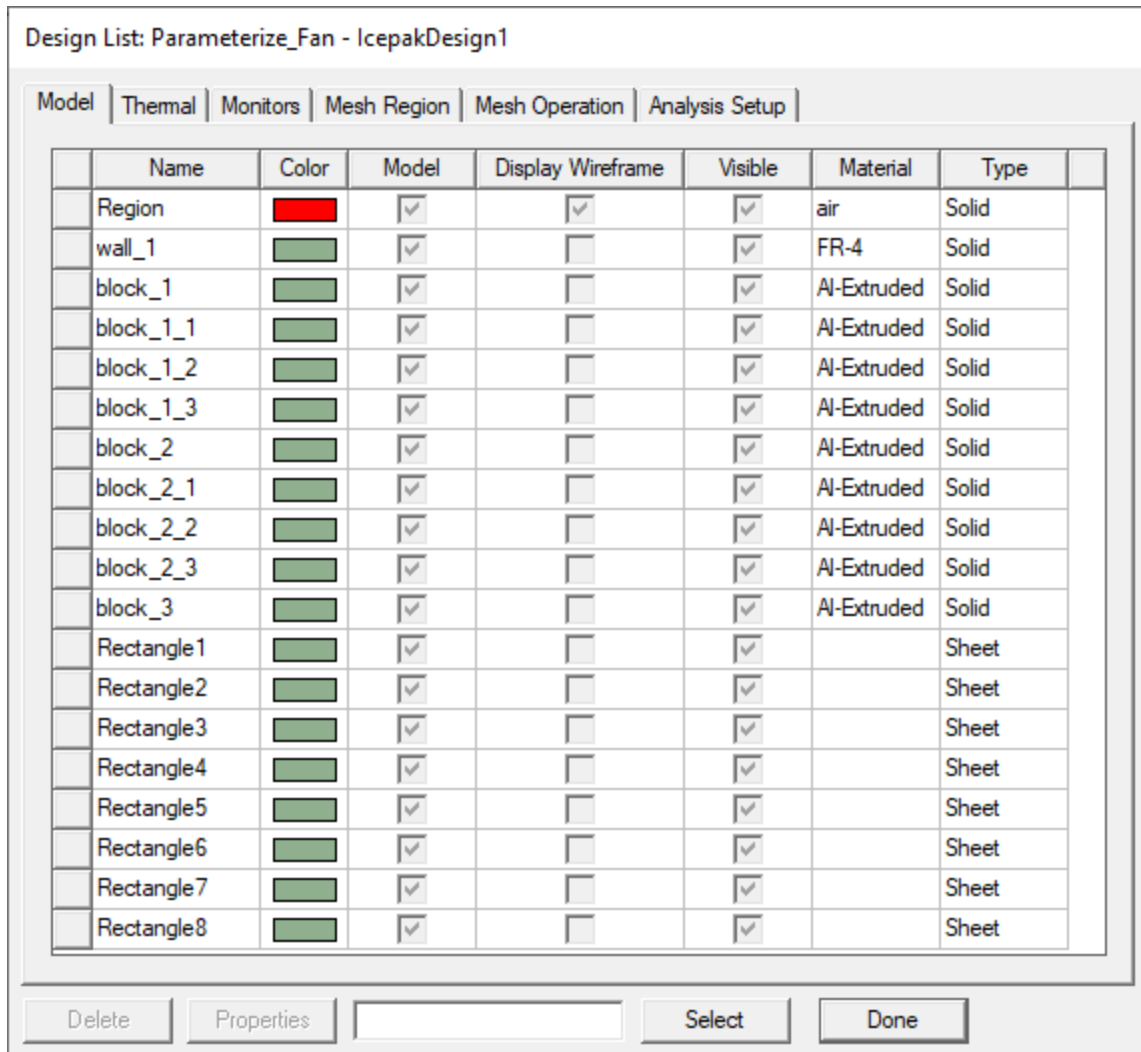 Design List: Parameterize_Fan - IcepakDesign1
Model Thermal Monitors Mesh Region Mesh Operation Analysis Setup
Name Color Model Display Wireframe Visible Material Type
Region air Solid
wall_1 FR-4 Solid
block_1 Al-Extruded Solid
block_1_1 Al-Extruded Solid
block_1_2 Al-Extruded Solid
block_1_3 Al-Extruded Solid
block_2 Al-Extruded Solid
block_2_1 Al-Extruded Solid
block_2_2 Al-Extruded Solid
block_2_3 Al-Extruded Solid
block_3 Al-Extruded Solid
Rectangle1 Sheet
Rectangle2 Sheet
Rectangle3 Sheet
Rectangle4 Sheet
Rectangle5 Sheet
Rectangle6 Sheet
Rectangle7 Sheet
Rectangle8 Sheet
Delete Properties Select Done